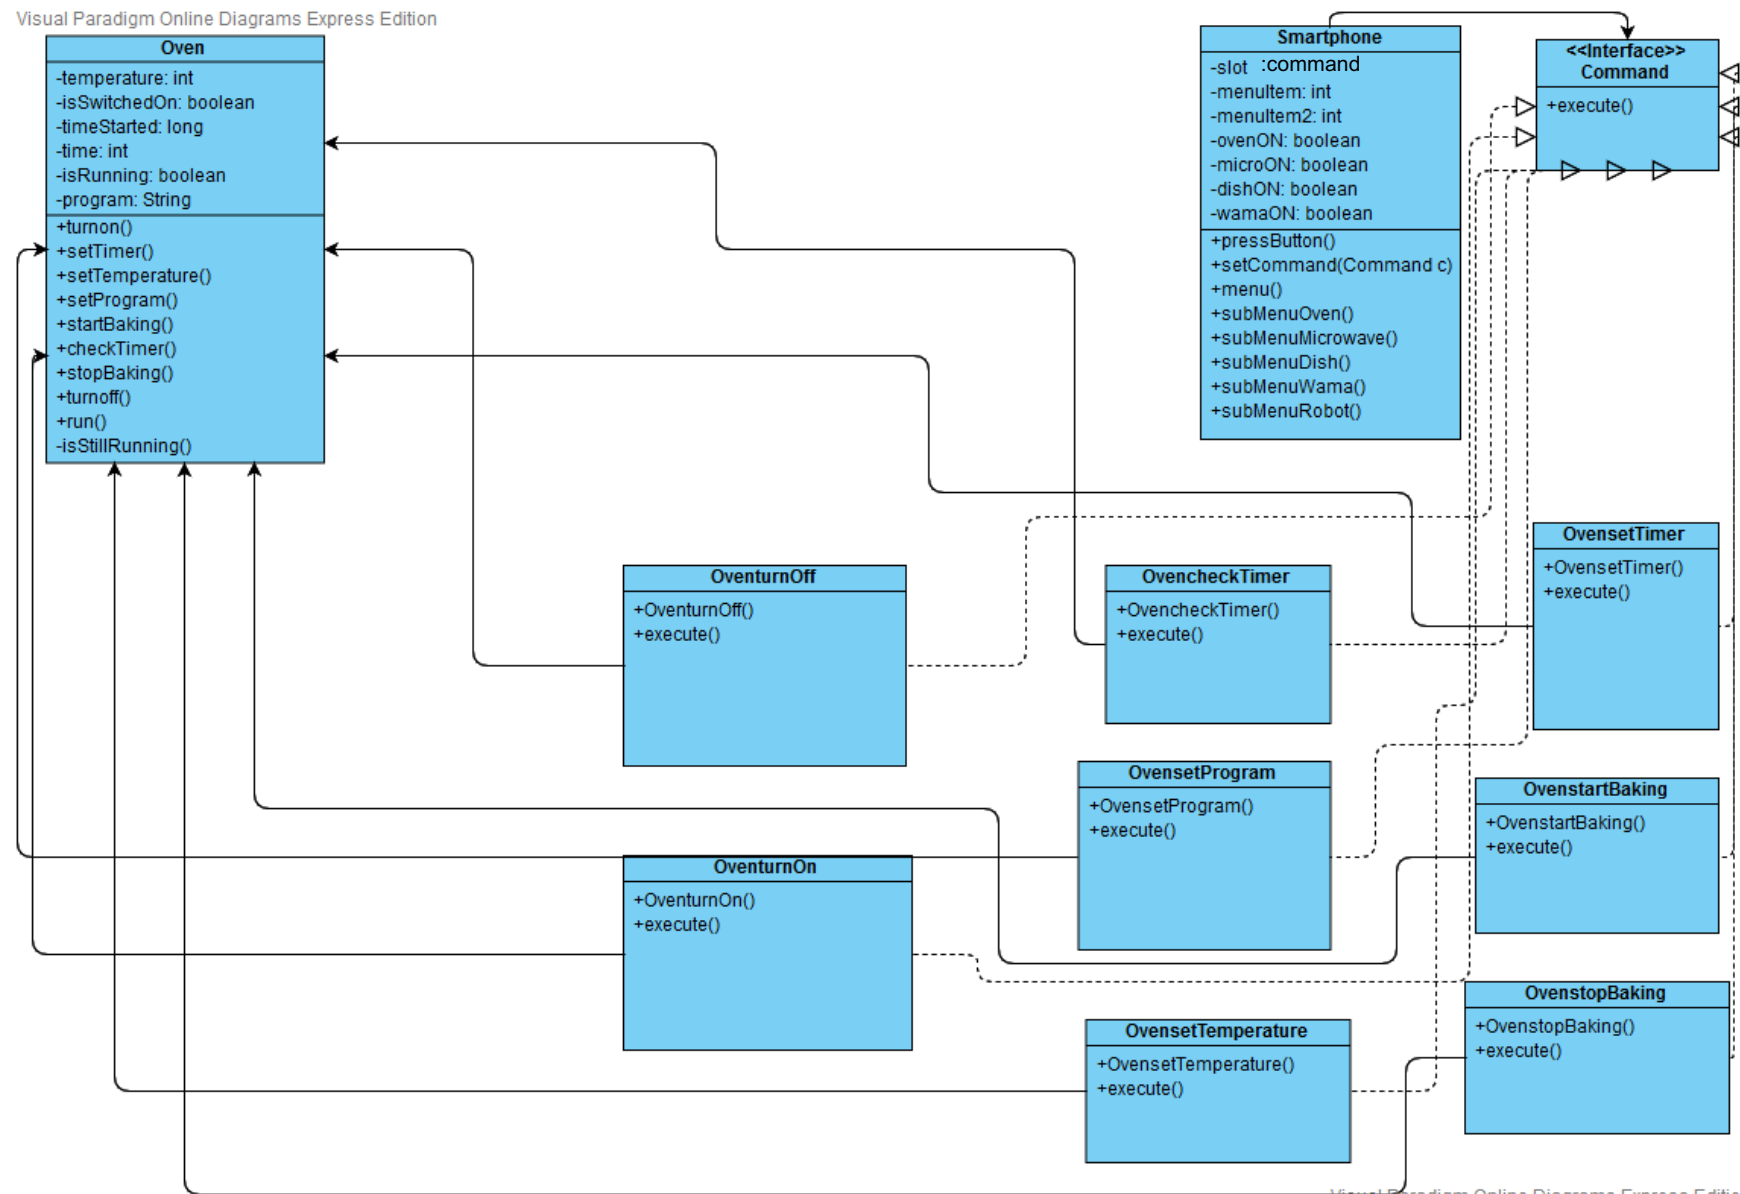 Visual Paradigm Online Diagrams Express Edition
Oven
-temperature: int
-isSwitchedOn: boolean
-timeStarted: long
-time: int
-isRunning: boolean
-program: String
+turnon()
+setTimer()
+setTemperature()
+setProgram()
+startBaking()
+checkTimer()
+stopBaking()
+turnoff()
+run()
-isStillRunning()
Smartphone
-slot :command
-menuItem: int
-menuItem2: int
-ovenON: boolean
-microON: boolean
-dishON: boolean
-wamaON: boolean
+pressButton()
+setCommand(Command c)
+menu()
+subMenuOven()
+subMenuMicrowave()
+subMenuDish()
+subMenuWama()
+subMenuRobot()
<<Interface>>
Command
+execute()
OvensetTimer
+OvensetTimer()
+execute()
OventurnOff
+OventurnOff()
+execute()
OvencheckTimer
+OvencheckTimer()
+execute()
OvensetProgram
+OvensetProgram()
+execute()
OvenstartBaking
+OvenstartBaking()
+execute()
OventurnOn
+OventurnOn()
+execute()
OvenstopBaking
+OvenstopBaking()
+execute()
OvensetTemperature
+OvensetTemperature()
+execute()